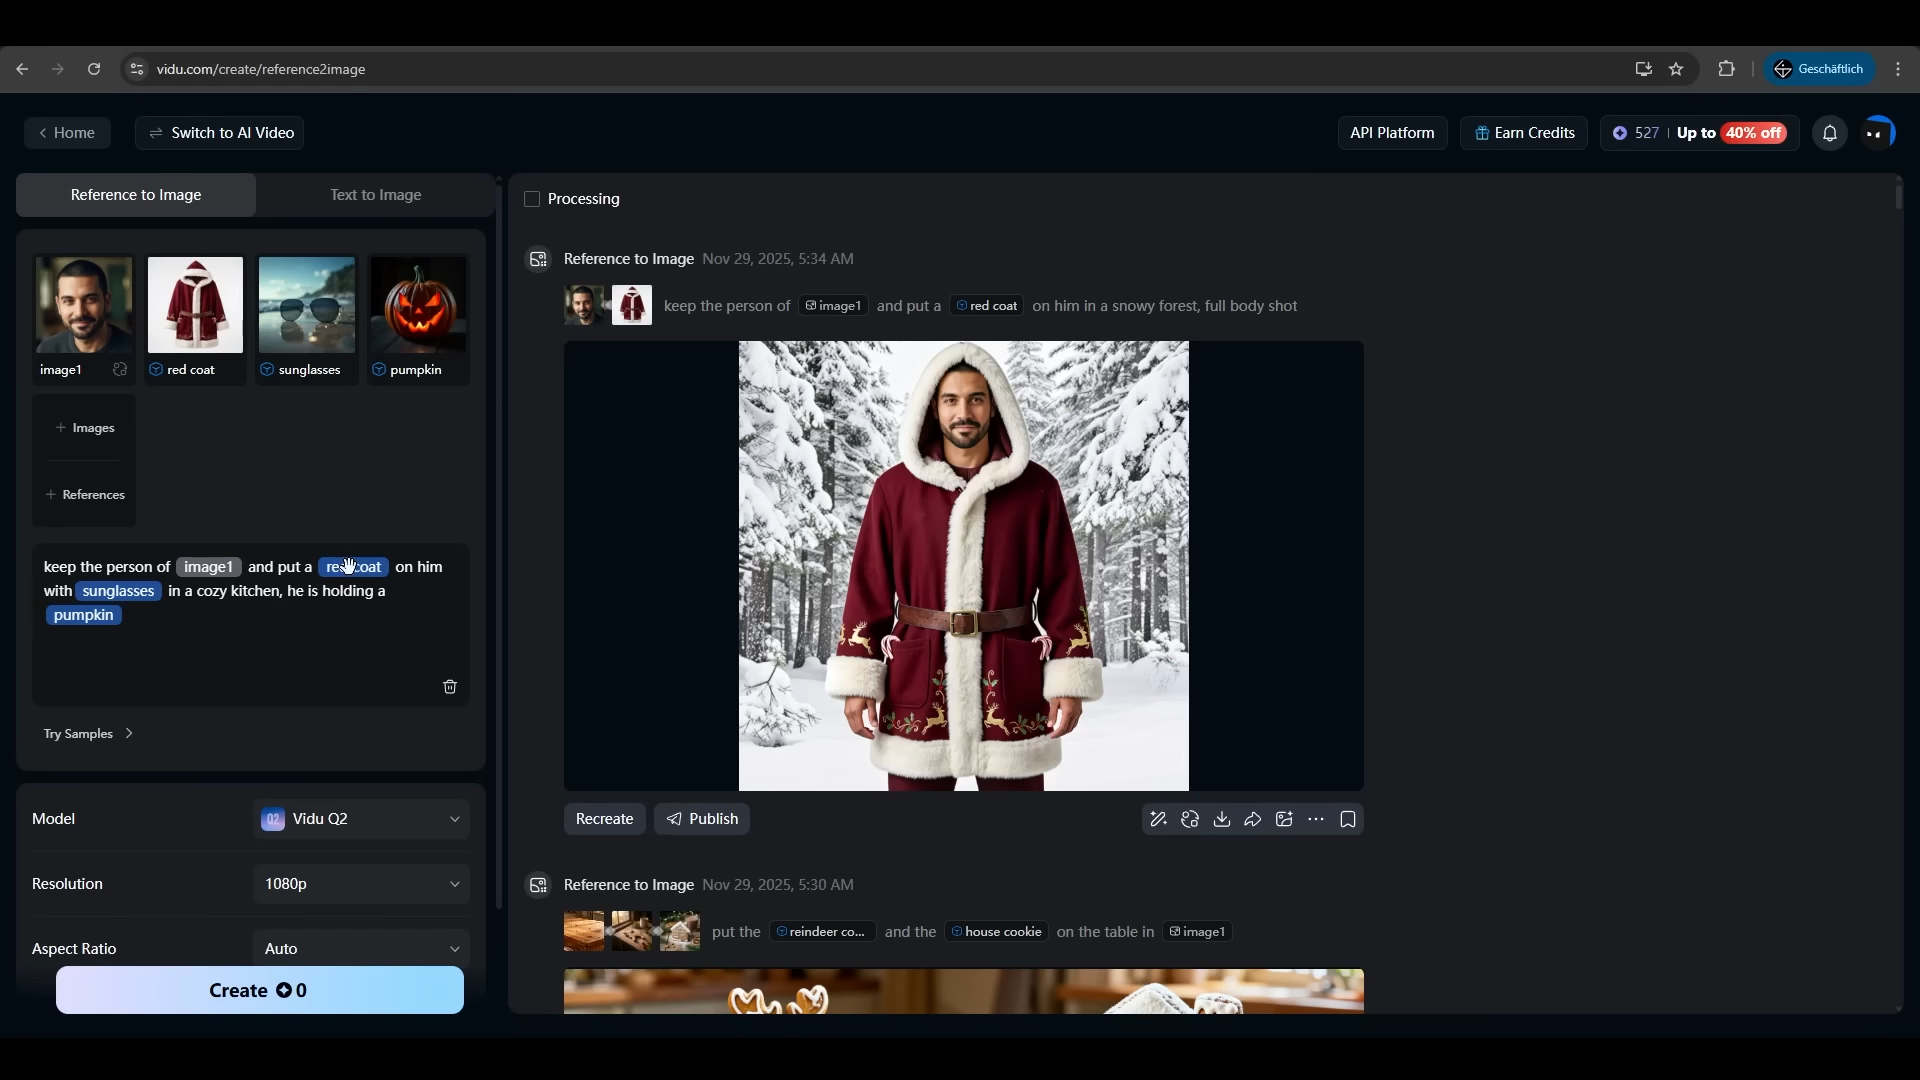 vidu.com/create/reference2image
Geschäftlich
Home
Switch to AI Video
API Platform
Earn Credits
527 | Up to 40% off
Reference to Image
Text to Image
image1
red coat
sunglasses
pumpkin
+ Images
+ References
keep the person of image1 and put a red coat on him
with sunglasses in a cozy kitchen, he is holding a
pumpkin
Try Samples
Model
Q2 Vidu Q2
Resolution
1080p
Aspect Ratio
Auto
Create 0
Processing
Reference to Image Nov 29, 2025, 5:34 AM
keep the person of image1 and put a red coat on him in a snowy forest, full body shot
Recreate
Publish
Reference to Image Nov 29, 2025, 5:30 AM
put the reindeer co... and the house cookie on the table in image1